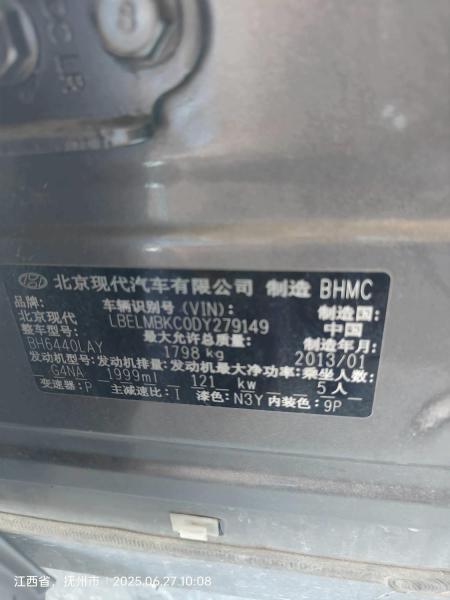 北京现代汽车有限公司 制造 BHMC
品牌: 车辆识别号 (VIN): 制造国:
北京现代 LBELMBKC0DY279149 中国
整车型号: 最大允许总质量: 制造年月:
BH6440LAY 1798 kg 2013/01
发动机型号: 发动机排量: 发动机最大净功率: 乘坐人数:
G4NA 1999ml 121 kw 5人
变速器: P 主减速比: I 漆色: N3Y 内装色: 9P
江西省，抚州市 2025.06.27 10:08